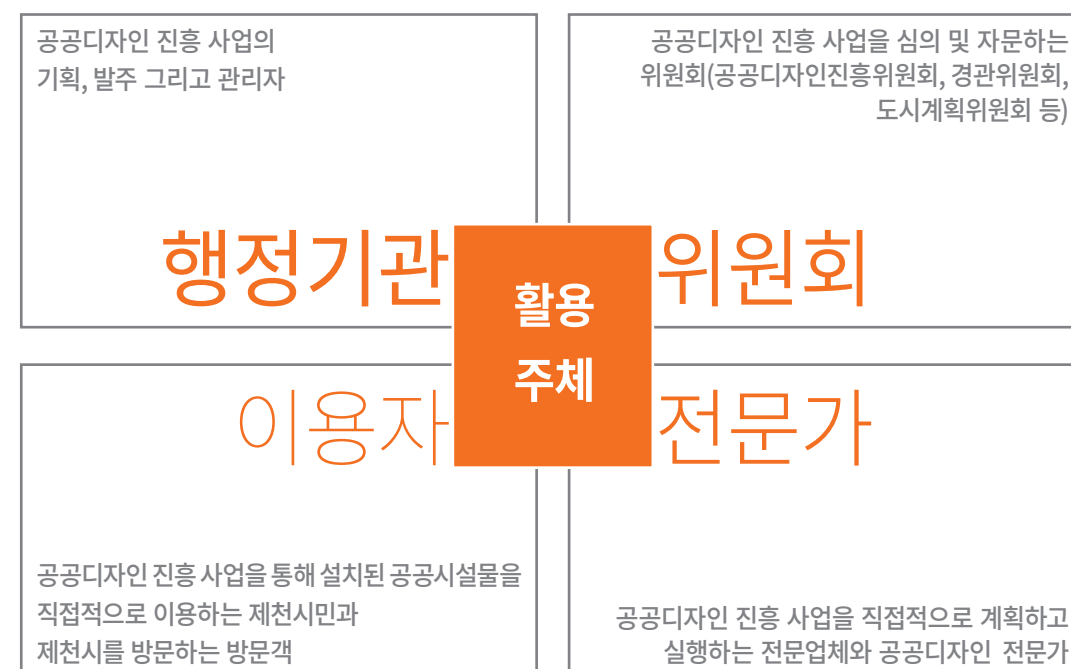 공공디자인 진흥 사업의
기획, 발주 그리고 관리자
행정기관
공공디자인 진흥 사업을 심의 및 자문하는
위원회(공공디자인진흥위원회, 경관위원회,
도시계획위원회 등)
위원회
활용
주체
이용자
공공디자인 진흥 사업을 통해 설치된 공공시설물을
직접적으로 이용하는 제천시민과
제천시를 방문하는 방문객
전문가
공공디자인 진흥 사업을 직접적으로 계획하고
실행하는 전문업체와 공공디자인 전문가